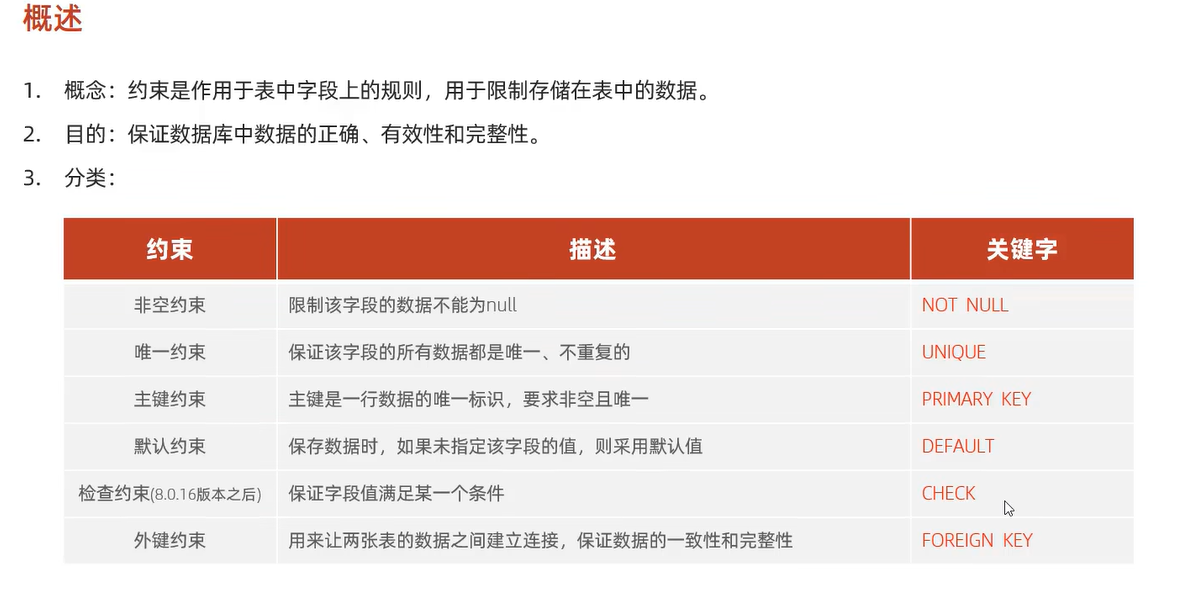 概述
1. 概念：约束是作用于表中字段上的规则，用于限制存储在表中的数据。
2. 目的：保证数据库中数据的正确、有效性和完整性。
3. 分类：
约束 描述 关键字
非空约束 限制该字段的数据不能为null NOT NULL
唯一约束 保证该字段的所有数据都是唯一、不重复的 UNIQUE
主键约束 主键是一行数据的唯一标识，要求非空且唯一 PRIMARY KEY
默认约束 保存数据时，如果未指定该字段的值，则采用默认值 DEFAULT
检查约束(8.0.16版本之后) 保证字段值满足某一个条件 CHECK
外键约束 用来让两张表的数据之间建立连接，保证数据的一致性和完整性 FOREIGN KEY